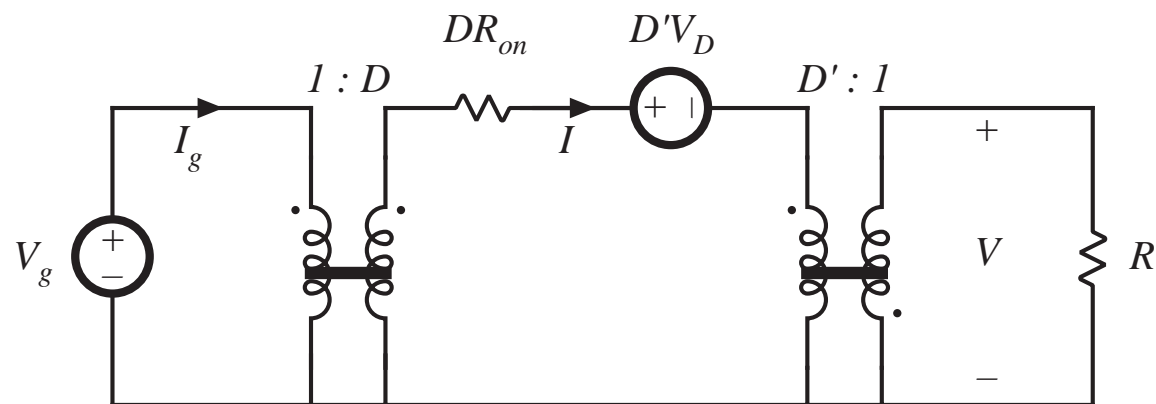 DR_on
D'V_D
1 : D
D' : 1
I_g
I
+ −
+
+
−
V_g
V
R
−